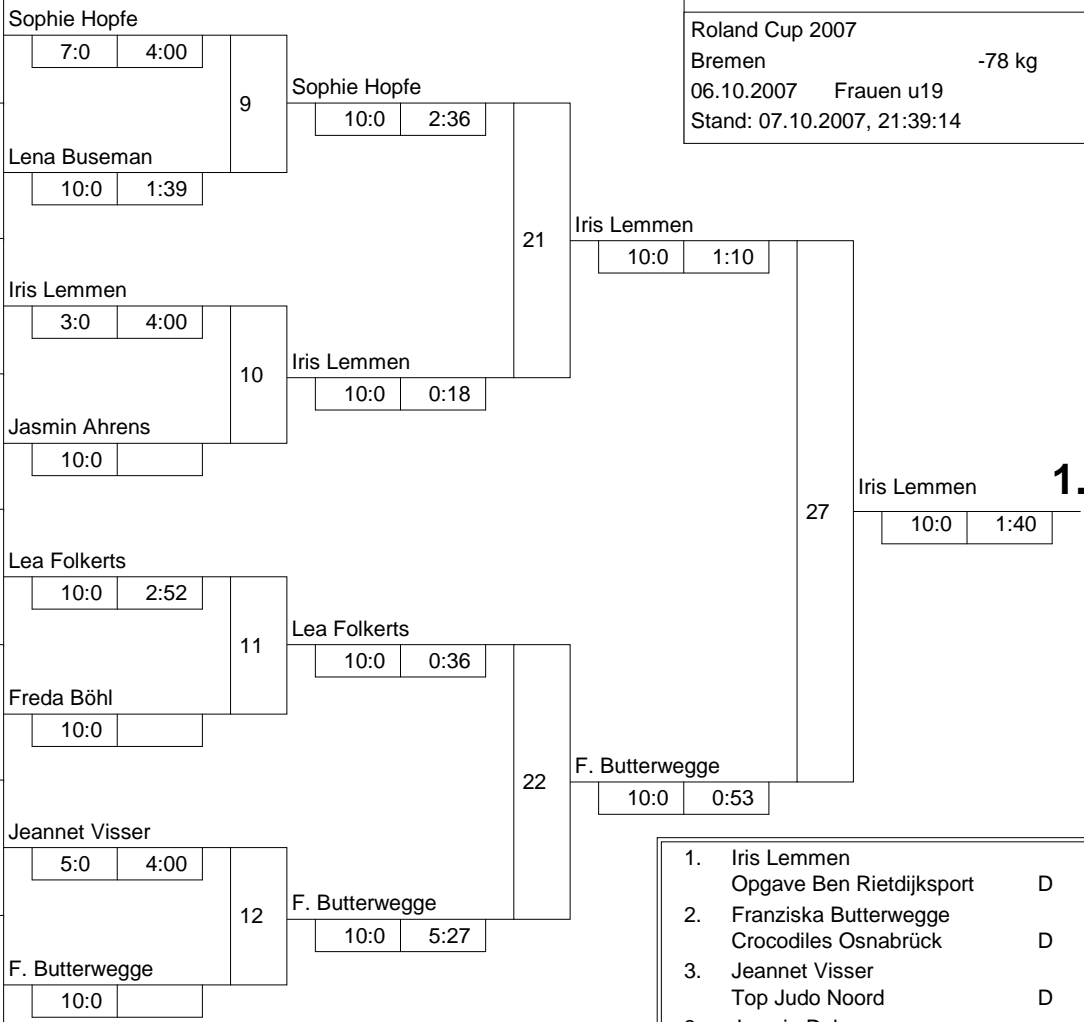 Sophie Hopfe
7:0 4:00
9
Lena Buseman
10:0 1:39
Iris Lemmen
3:0 4:00
10
Jasmin Ahrens
10:0
Lea Folkerts
10:0 2:52
11
Freda Böhl
10:0
Jeannet Visser
5:0 4:00
12
F. Butterwegge
10:0
Sophie Hopfe
10:0 2:36
21
Iris Lemmen
10:0 0:18
Lea Folkerts
10:0 0:36
22
F. Butterwegge
10:0 5:27
Iris Lemmen
10:0 1:10
27
F. Butterwegge
10:0 0:53
Iris Lemmen 1.
10:0 1:40
Roland Cup 2007
Bremen -78 kg
06.10.2007 Frauen u19
Stand: 07.10.2007, 21:39:14
1. Iris Lemmen
Opgave Ben Rietdijksport D
2. Franziska Butterwegge
Crocodiles Osnabrück D
3. Jeannet Visser
Top Judo Noord D